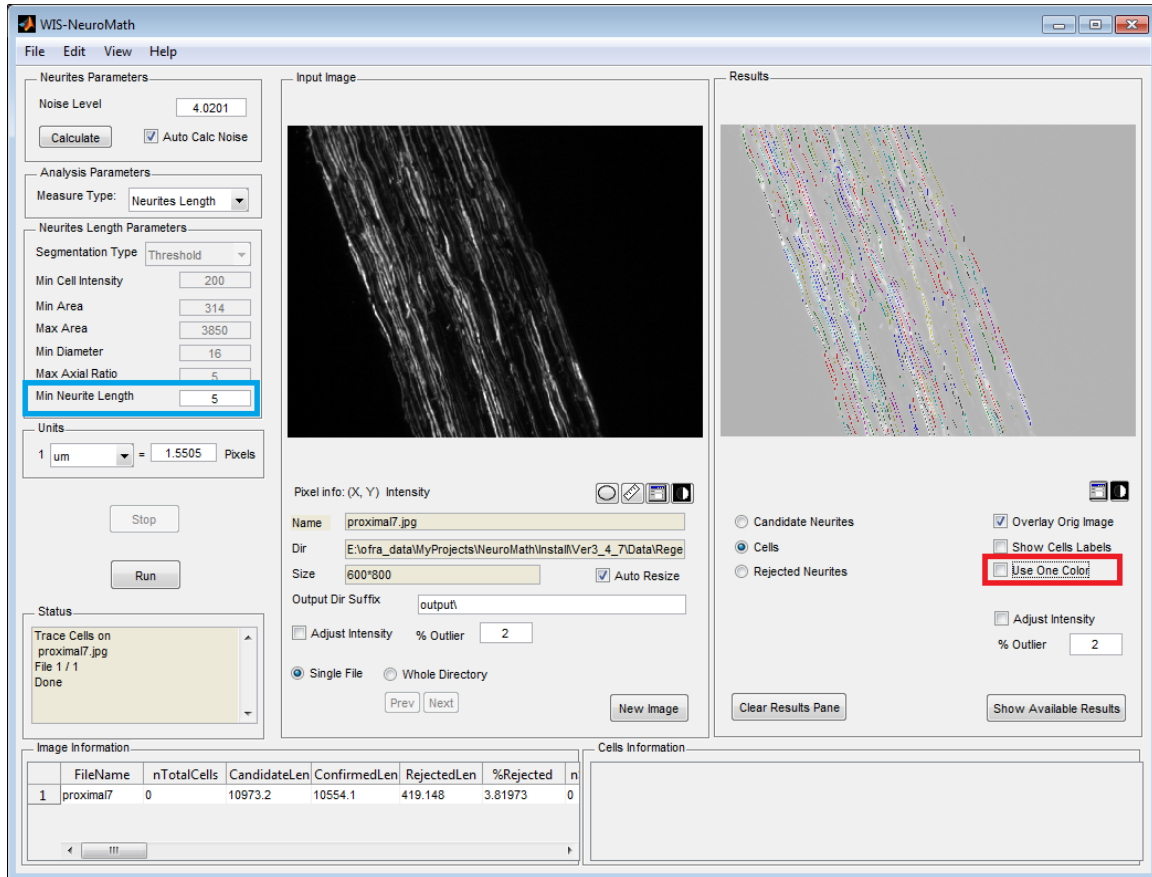 WIS-NeuroMath
File Edit View Help
Neurites Parameters
Noise Level 4.0201
Calculate Auto Calc Noise
Analysis Parameters
Measure Type: Neurites Length
Neurites Length Parameters
Segmentation Type Threshold
Min Cell Intensity 200
Min Area 314
Max Area 3850
Min Diameter 16
Max Axial Ratio 5
Min Neurite Length 5
Units
1 um = 1.5505 Pixels
Stop
Run
Status
Trace Cells on
proximal7.jpg
File 1 / 1
Done
Input Image
Pixel info: (X, Y) Intensity
Name proximal7.jpg
Dir E:\ofra_data\MyProjects\NeuroMath\Install\Ver3_4_7\Data\Rege
Size 600*800 Auto Resize
Output Dir Suffix output\
Adjust Intensity % Outlier 2
Single File Whole Directory
Prev Next
New Image
Results
Candidate Neurites
Cells
Rejected Neurites
Overlay Orig Image
Show Cells Labels
Use One Color
Adjust Intensity
% Outlier 2
Clear Results Pane
Show Available Results
Image Information
FileName nTotalCells CandidateLen ConfirmedLen RejectedLen %Rejected n
1 proximal7 0 10973.2 10554.1 419.148 3.81973 0
Cells Information